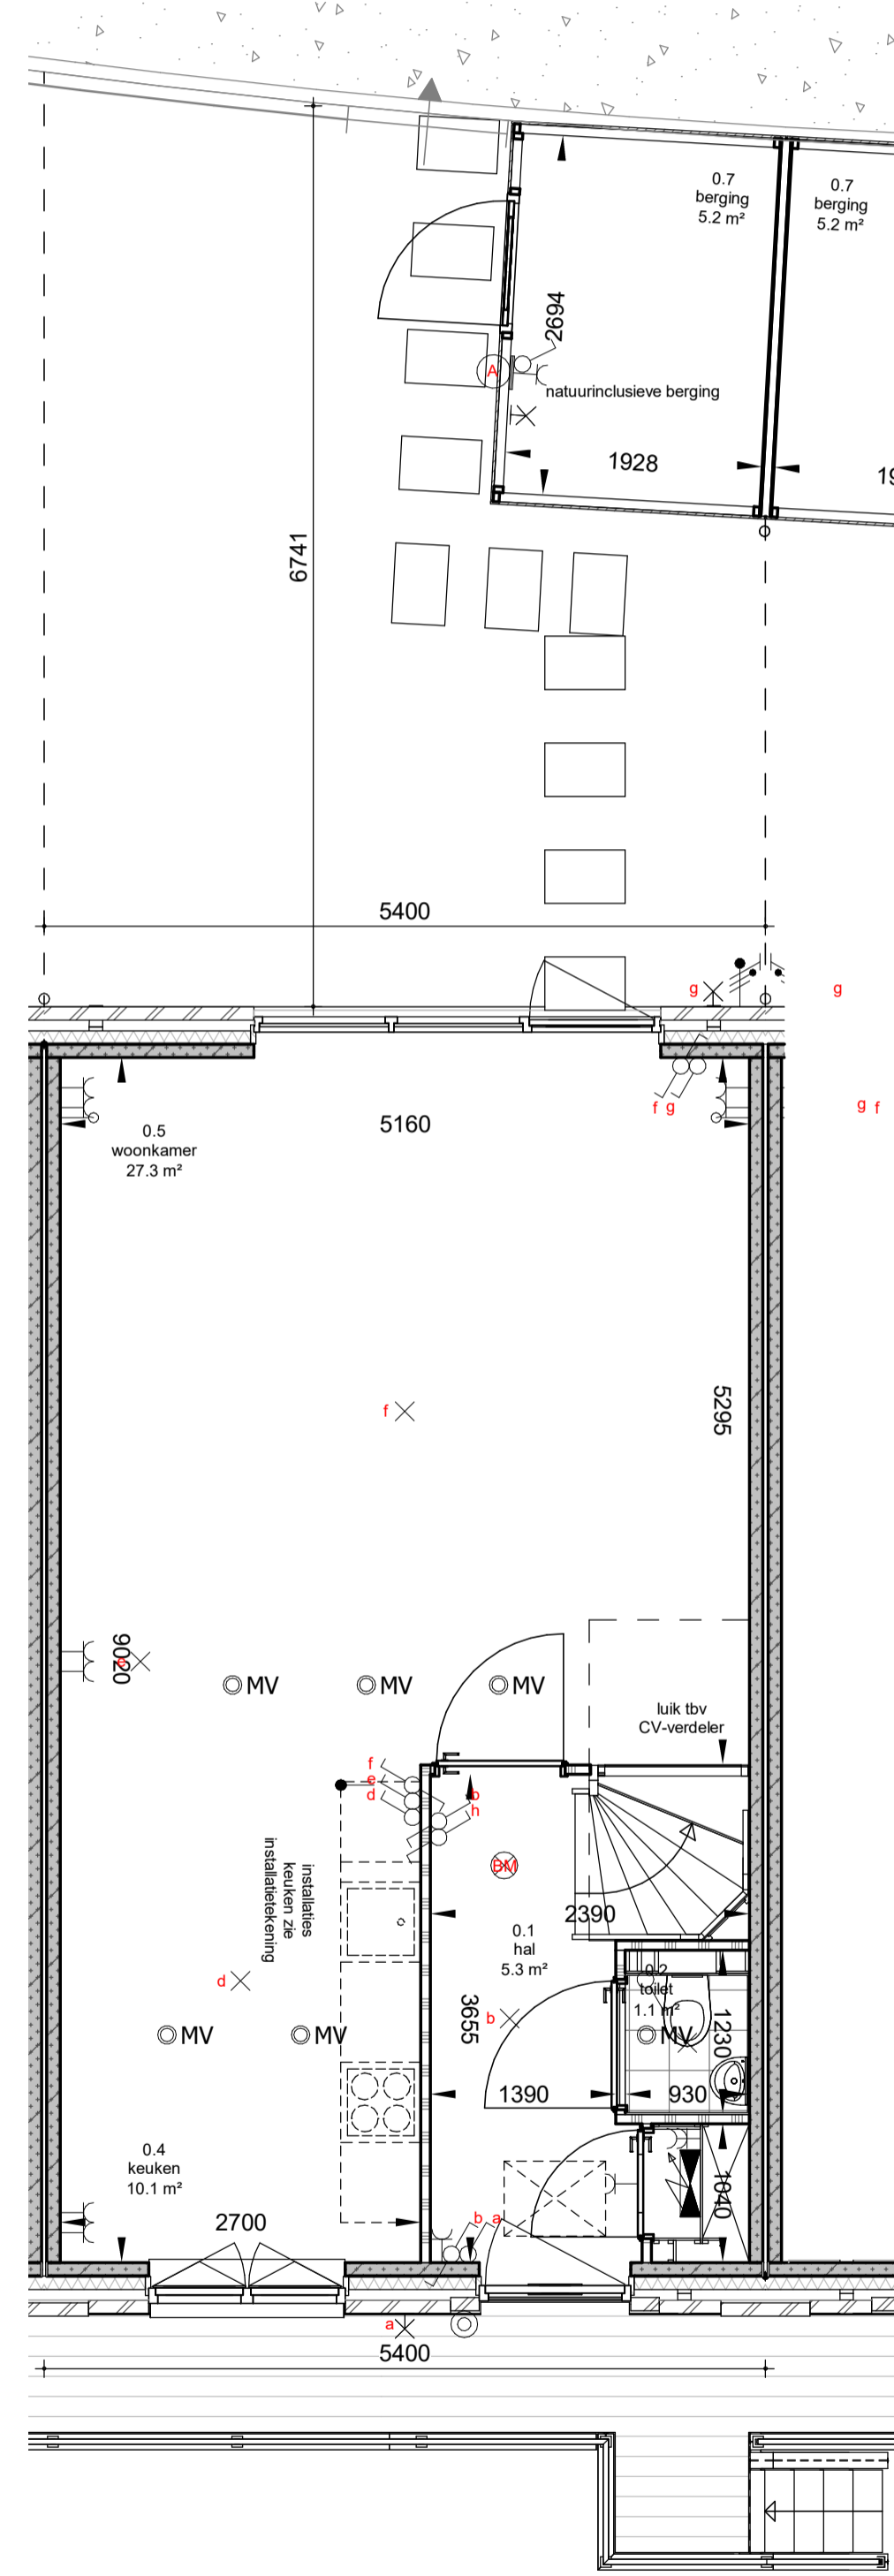 0.7
berging
5.2 m²
0.7
berging
5.2 m²
2694
A
natuurinclusieve berging
1928
6741
5400
g
g
f g
g f
0.5
woonkamer
27.3 m²
5160
5295
f
9020
e
MV
MV
MV
luik tbv
CV-verdeler
f
e
d
b
h
installaties
keuken zie
installatietekening
BM
2390
0.1
hal
5.3 m²
0.2
toilet
1.1 m²
d
b
3655
MV
MV
MV
1230
1390
930
0.4
keuken
10.1 m²
1040
2700
b a
a
5400